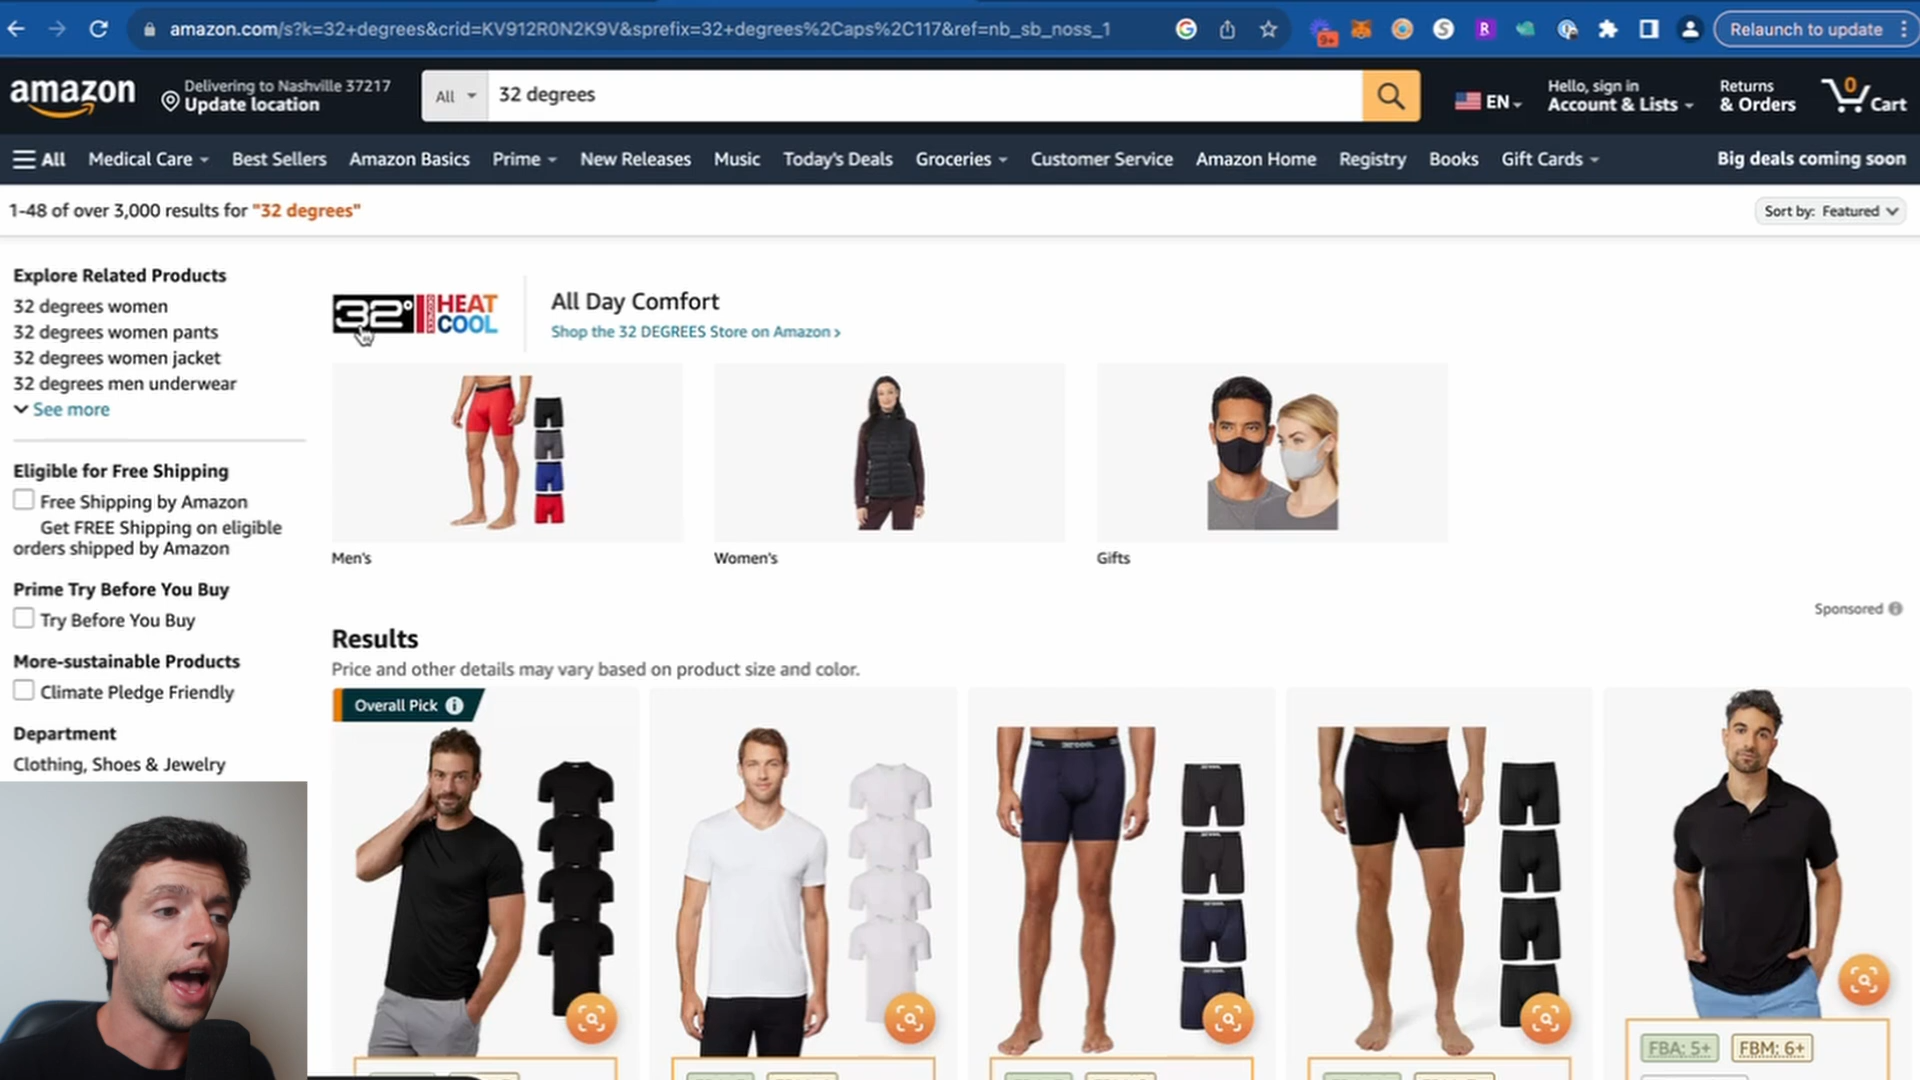 amazon.com/s?k=32+degrees&crid=KV912R0N2K9V&sprefix=32+degrees%2Caps%2C117&ref=nb_sb_noss_1
9+
S
R
Relaunch to update
amazon
Delivering to Nashville 37217
Update location
All
32 degrees
EN
Hello, sign in
Account & Lists
Returns
& Orders
0
Cart
All
Medical Care
Best Sellers
Amazon Basics
Prime
New Releases
Music
Today's Deals
Groceries
Customer Service
Amazon Home
Registry
Books
Gift Cards
Big deals coming soon
1-48 of over 3,000 results for "32 degrees"
Sort by: Featured
Explore Related Products
32 degrees women
32 degrees women pants
32 degrees women jacket
32 degrees men underwear
See more
Eligible for Free Shipping
Free Shipping by Amazon
Get FREE Shipping on eligible
orders shipped by Amazon
Prime Try Before You Buy
Try Before You Buy
More-sustainable Products
Climate Pledge Friendly
Department
Clothing, Shoes & Jewelry
32°
HEAT
COOL
All Day Comfort
Shop the 32 DEGREES Store on Amazon ›
Men's
Women's
Gifts
Sponsored
Results
Price and other details may vary based on product size and color.
Overall Pick
FBA: 5+
FBM: 6+